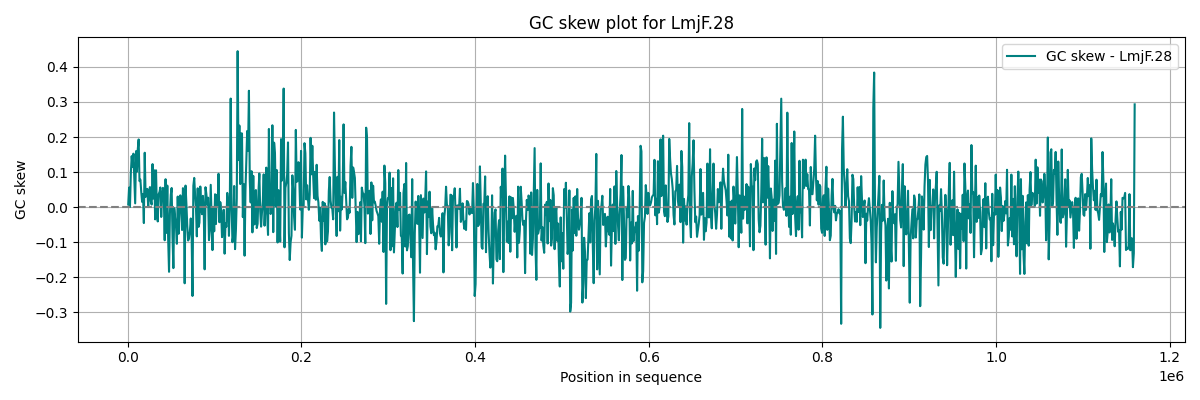 GC skew plot for LmjF.28
GC skew - LmjF.28
GC skew
0.4
0.3
0.2
0.1
0.0
−0.1
−0.2
−0.3
0.0 0.2 0.4 0.6 0.8 1.0 1.2
1e6
Position in sequence